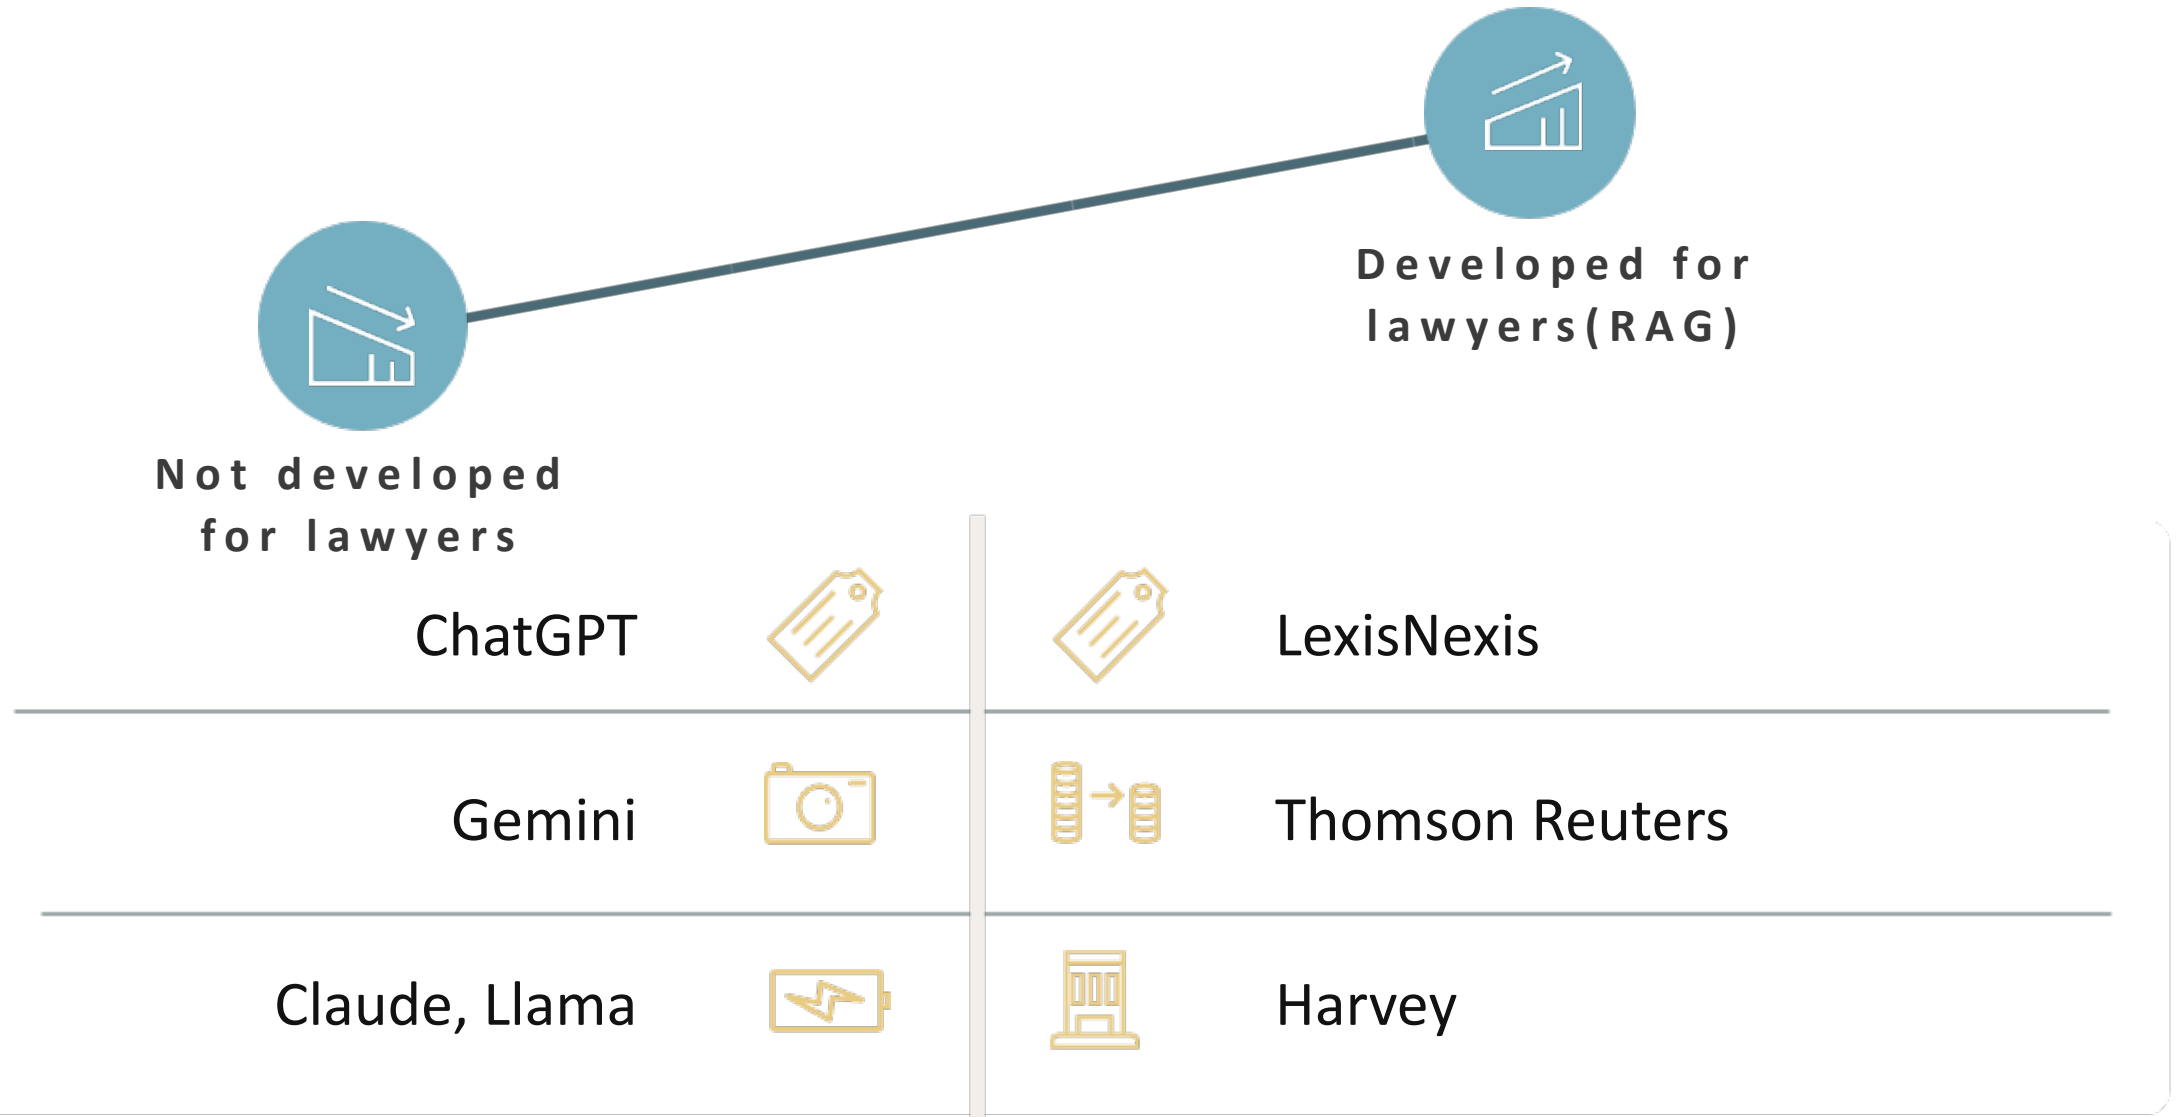 Developed for
lawyers(RAG)
Not developed
for lawyers
ChatGPT
LexisNexis
Gemini
Thomson Reuters
Claude, Llama
Harvey